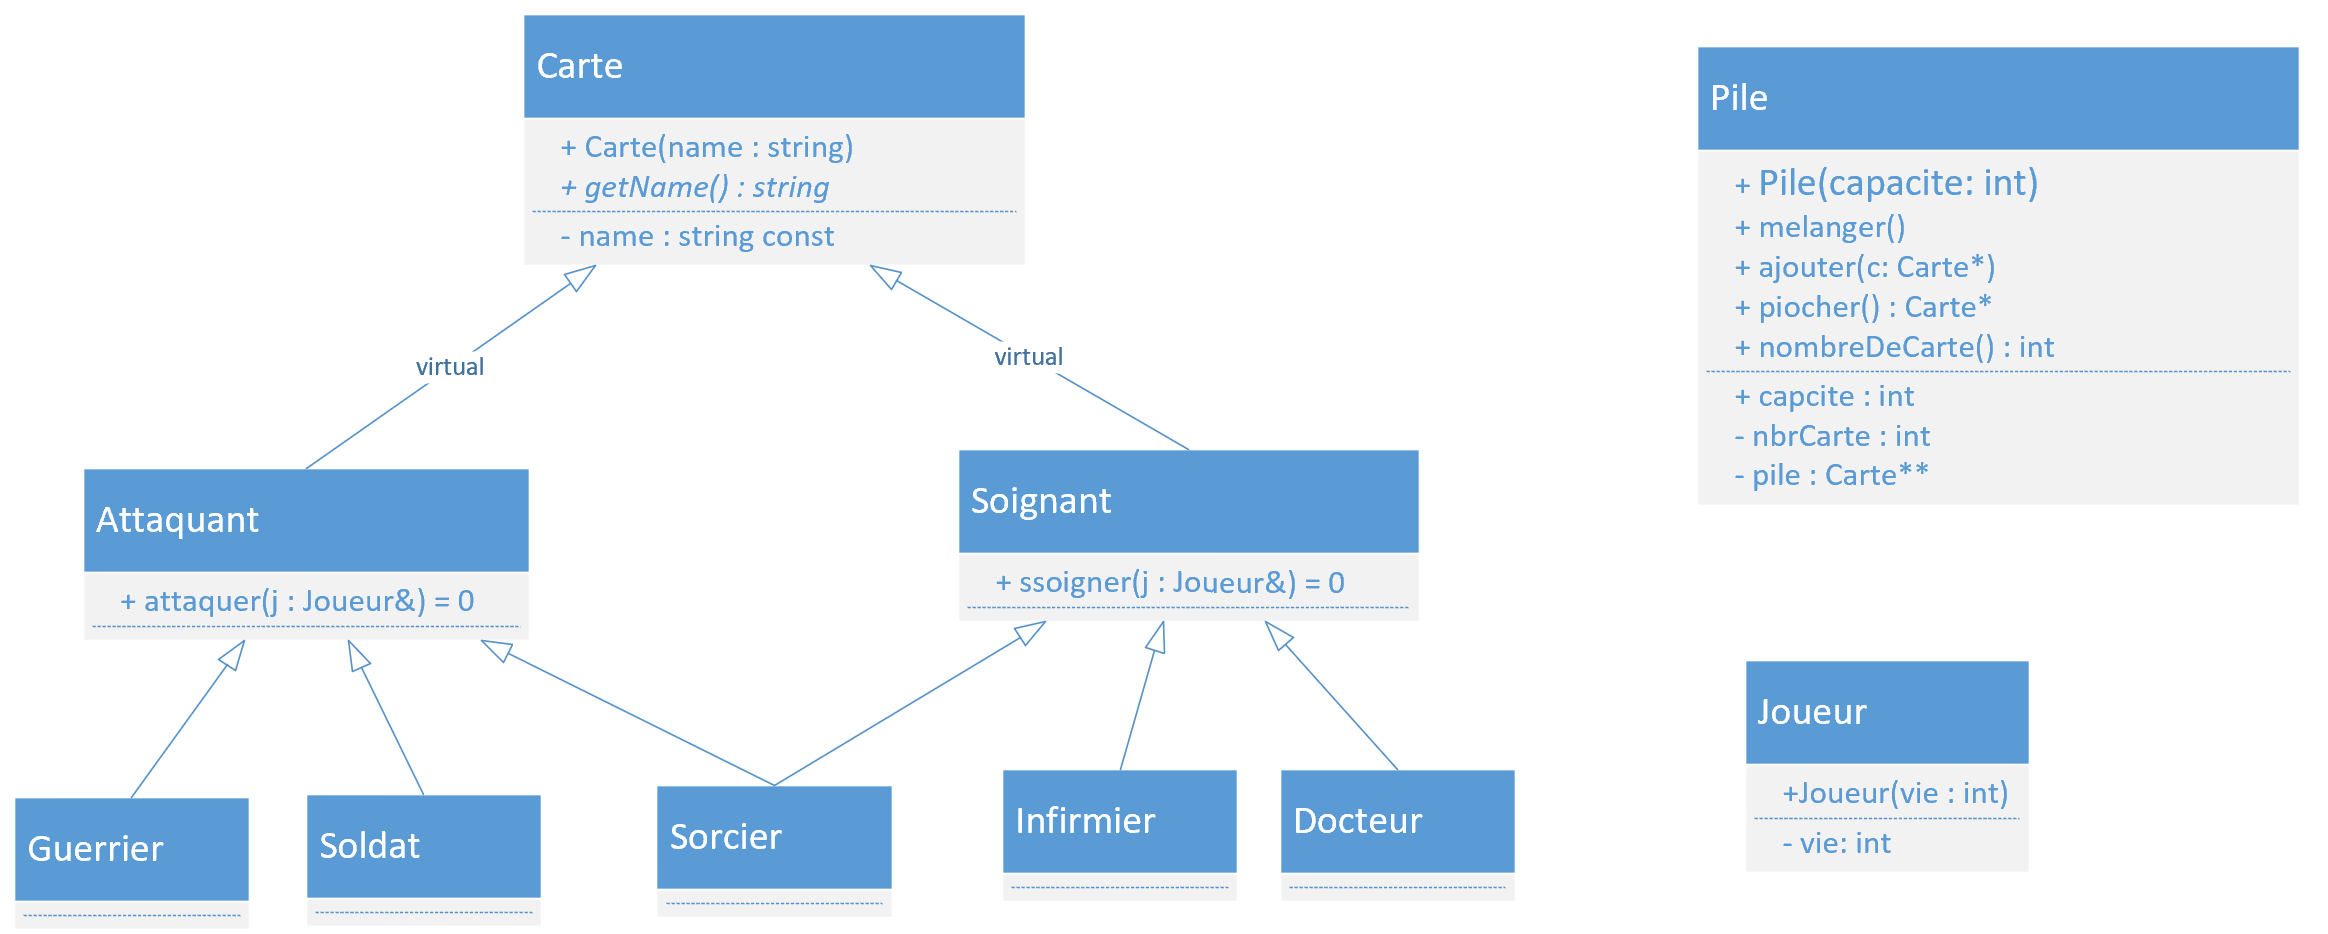 Carte
+ Carte(name : string)
+ getName() : string
- name : string const
Pile
+ Pile(capacite: int)
+ melanger()
+ ajouter(c: Carte*)
+ piocher() : Carte*
+ nombreDeCarte() : int
+ capcite : int
- nbrCarte : int
- pile : Carte**
virtual
virtual
Attaquant
+ attaquer(j : Joueur&) = 0
Soignant
+ ssoigner(j : Joueur&) = 0
Guerrier
Soldat
Sorcier
Infirmier
Docteur
Joueur
+Joueur(vie : int)
- vie: int